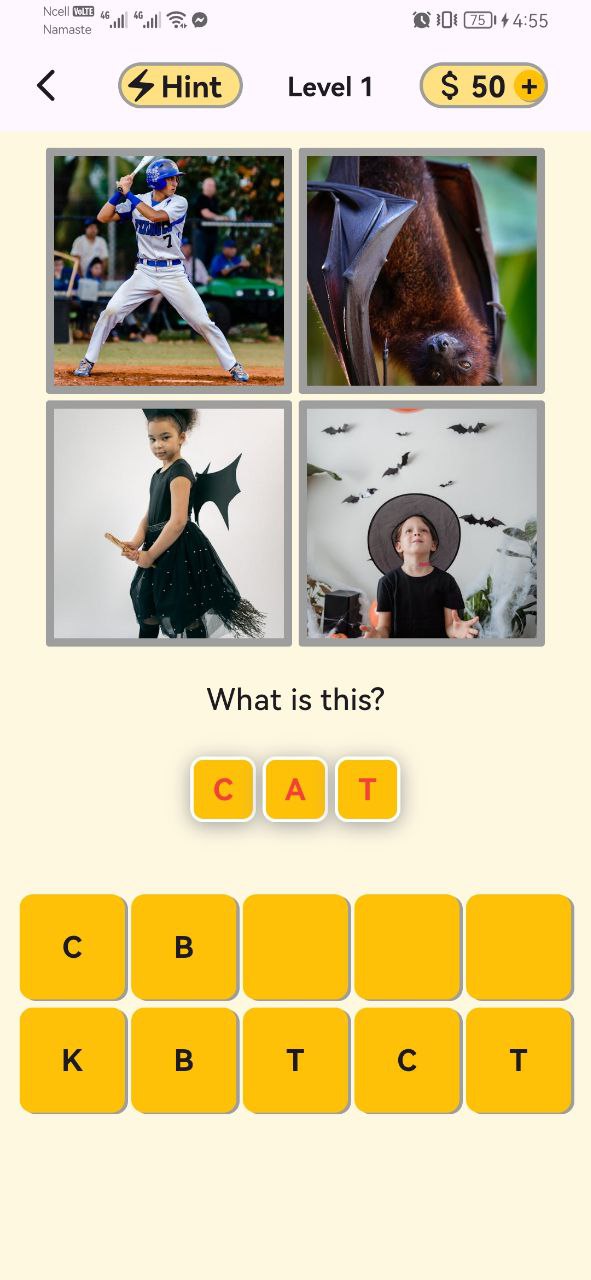 Ncell VoLTE 4G 4G 75 4:55
Namaste
Hint Level 1 $ 50 +
7
What is this?
C A T
C B
K B T C T